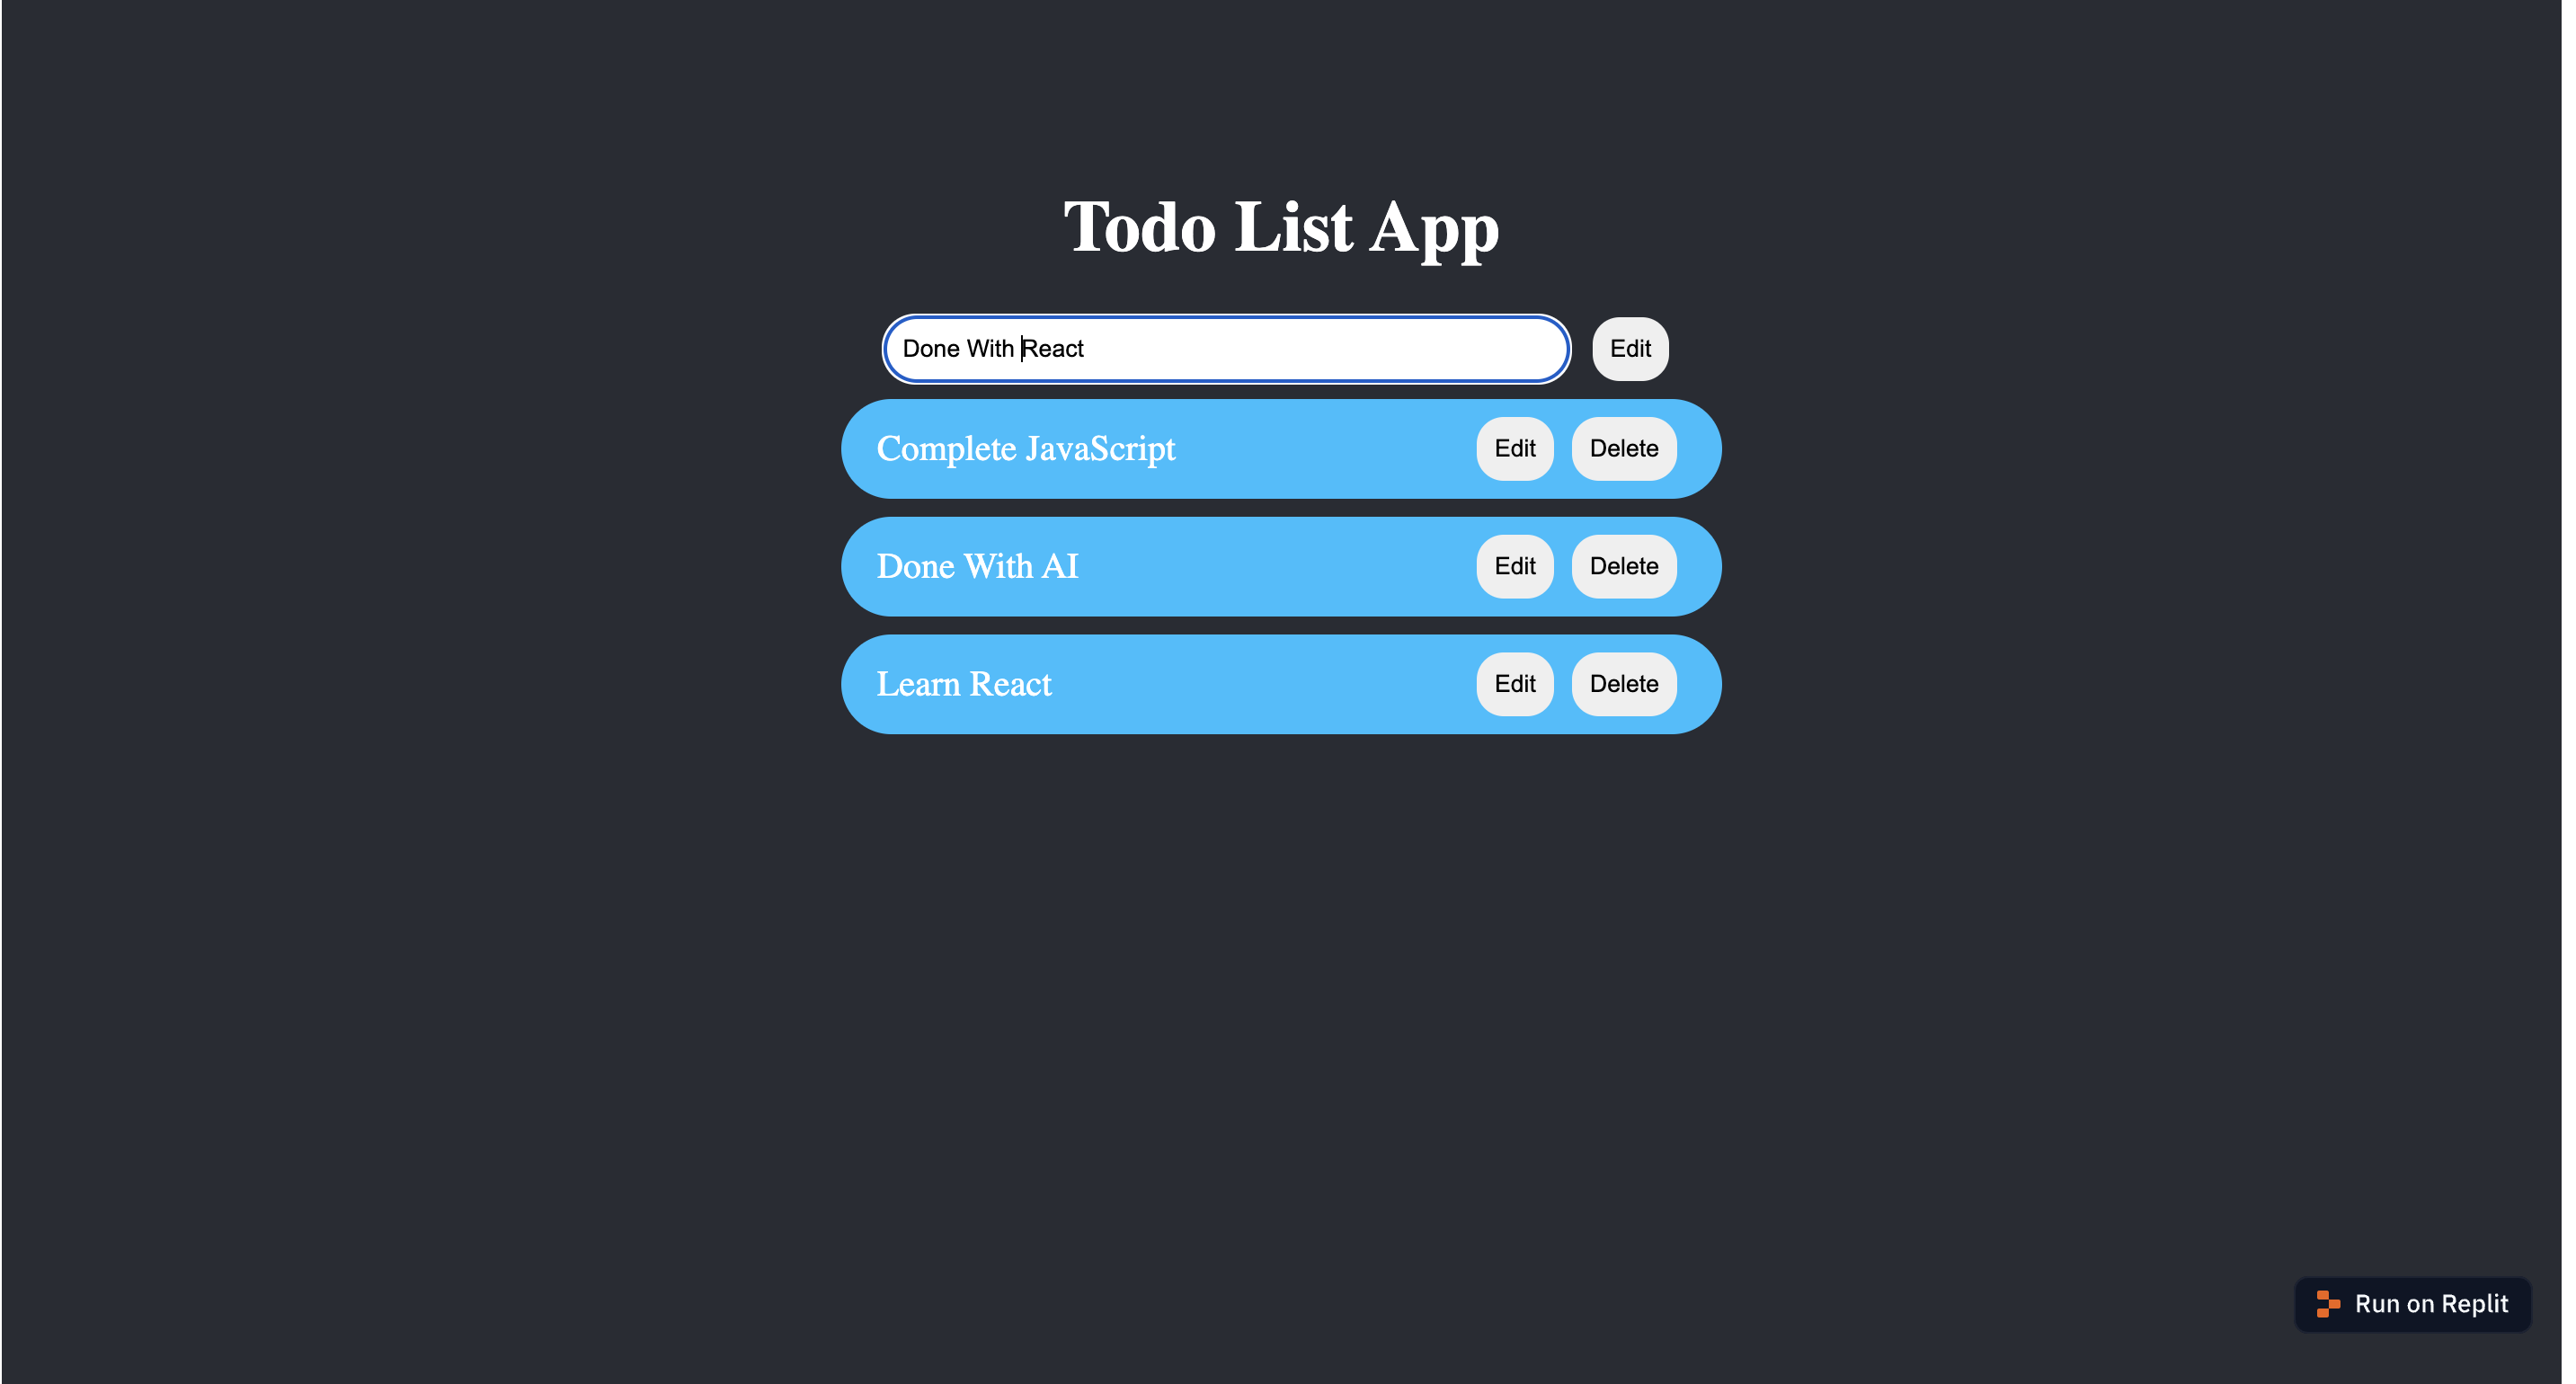 Todo List App
Done With React Edit
Complete JavaScript Edit Delete
Done With AI Edit Delete
Learn React Edit Delete
Run on Replit